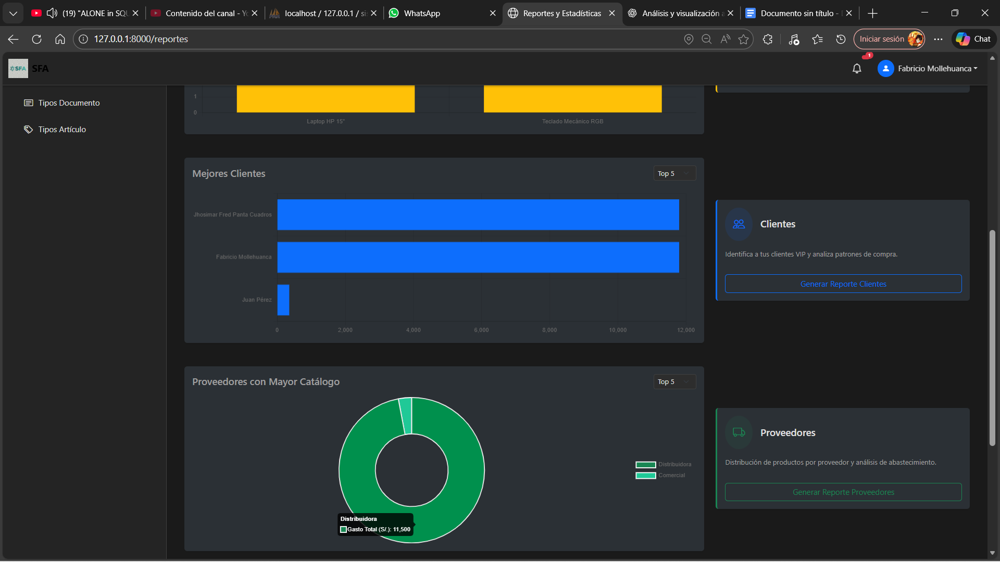 (19) "ALONE in SQU
Contenido del canal - Yo
localhost / 127.0.0.1 / sis
WhatsApp
Reportes y Estadísticas
Análisis y visualización a
Documento sin título -
127.0.0.1:8000/reportes
Iniciar sesión
Chat
SFA
SFA
1
Fabricio Mollehuanca
Tipos Documento
Tipos Artículo
1
0
Laptop HP 15"
Teclado Mecánico RGB
Mejores Clientes
Top 5
Jhosimar Fred Panta Cuadros
Fabricio Mollehuanca
Juan Pérez
0
2,000
4,000
6,000
8,000
10,000
12,000
Clientes
Identifica a tus clientes VIP y analiza patrones de compra.
Generar Reporte Clientes
Proveedores con Mayor Catálogo
Top 5
Distribuidora
Comercial
Distribuidora
Gasto Total (S/.): 11,500
Proveedores
Distribución de productos por proveedor y análisis de abastecimiento.
Generar Reporte Proveedores